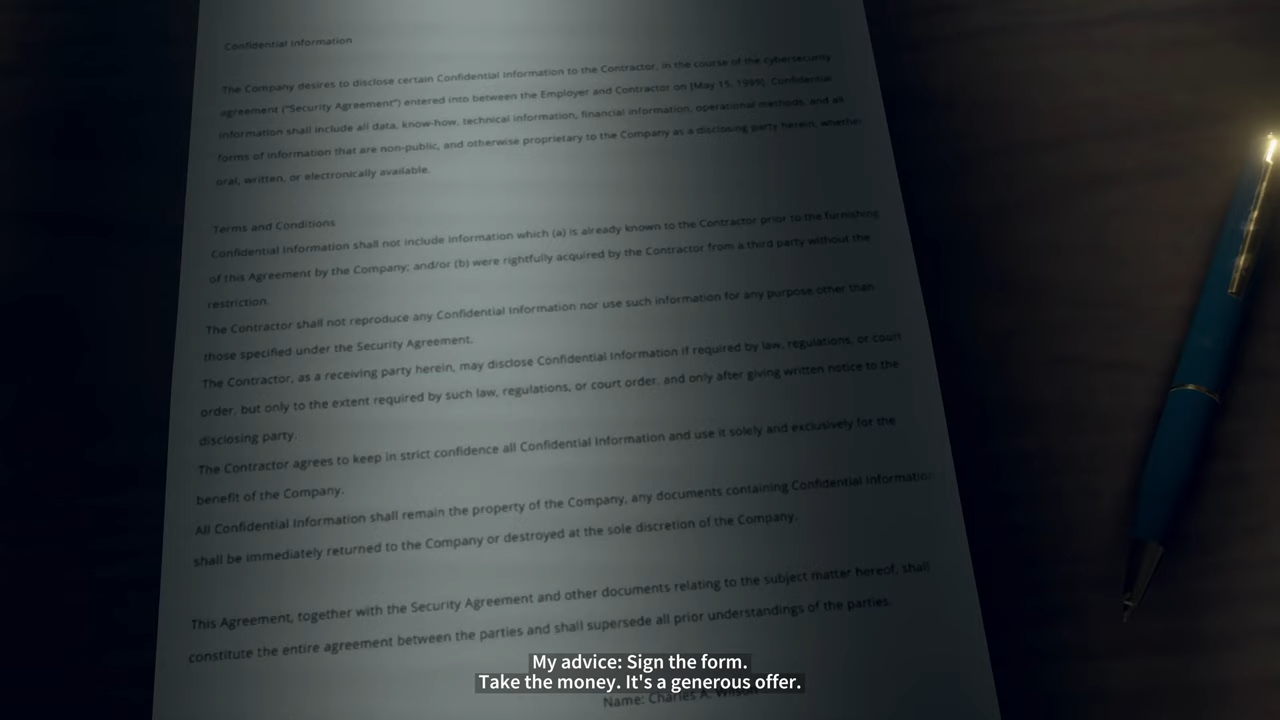 Confidential Information
The Company desires to disclose certain Confidential Information to the Contractor, in the course of the cybersecurity
agreement ("Security Agreement") entered into between the Employer and Contractor on [May 15, 1999]. Confidential
Information shall include all data, know-how, technical information, financial information, operational methods, and all
forms of information that are non-public, and otherwise proprietary to the Company as a disclosing party herein, whether
oral, written, or electronically available.
Terms and Conditions
Confidential Information shall not include information which (a) is already known to the Contractor prior to the furnishing
of this Agreement by the Company; and/or (b) were rightfully acquired by the Contractor from a third party without the
restriction.
The Contractor shall not reproduce any Confidential Information nor use such information for any purpose other than
those specified under the Security Agreement.
The Contractor, as a receiving party herein, may disclose Confidential Information if required by law, regulations, or court
order, but only to the extent required by such law, regulations, or court order, and only after giving written notice to the
disclosing party.
The Contractor agrees to keep in strict confidence all Confidential Information and use it solely and exclusively for the
benefit of the Company.
All Confidential Information shall remain the property of the Company, any documents containing Confidential Information
shall be immediately returned to the Company or destroyed at the sole discretion of the Company.
This Agreement, together with the Security Agreement and other documents relating to the subject matter hereof, shall
constitute the entire agreement between the parties and shall supersede all prior understandings of the parties.
My advice: Sign the form.
Take the money. It's a generous offer.
Name: Charles A.